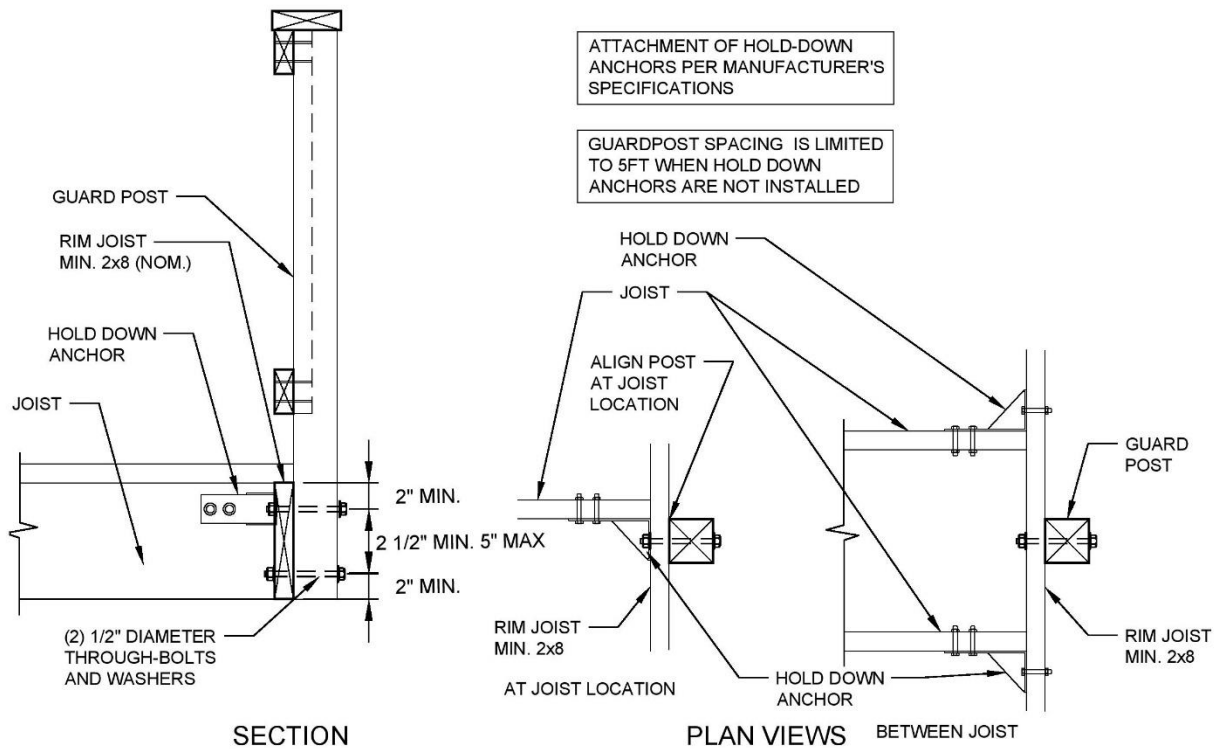 ATTACHMENT OF HOLD-DOWN
ANCHORS PER MANUFACTURER'S
SPECIFICATIONS
GUARDPOST SPACING IS LIMITED
TO 5FT WHEN HOLD DOWN
ANCHORS ARE NOT INSTALLED
GUARD POST
RIM JOIST
MIN. 2x8 (NOM.)
HOLD DOWN
ANCHOR
JOIST
2" MIN.
2 1/2" MIN. 5" MAX
2" MIN.
(2) 1/2" DIAMETER
THROUGH-BOLTS
AND WASHERS
SECTION
HOLD DOWN
ANCHOR
JOIST
ALIGN POST
AT JOIST
LOCATION
GUARD
POST
RIM JOIST
MIN. 2x8
RIM JOIST
MIN. 2x8
HOLD DOWN
ANCHOR
AT JOIST LOCATION
PLAN VIEWS
BETWEEN JOIST